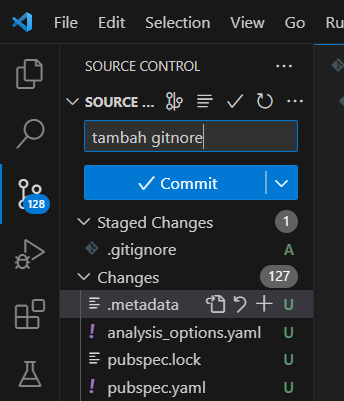 File Edit Selection View Go Ru
SOURCE CONTROL ...
SOURCE ... ...
tambah gitnore
Commit
Staged Changes 1
.gitignore A
128
Changes 127
.metadata U
! analysis_options.yaml U
pubspec.lock U
! pubspec.yaml U